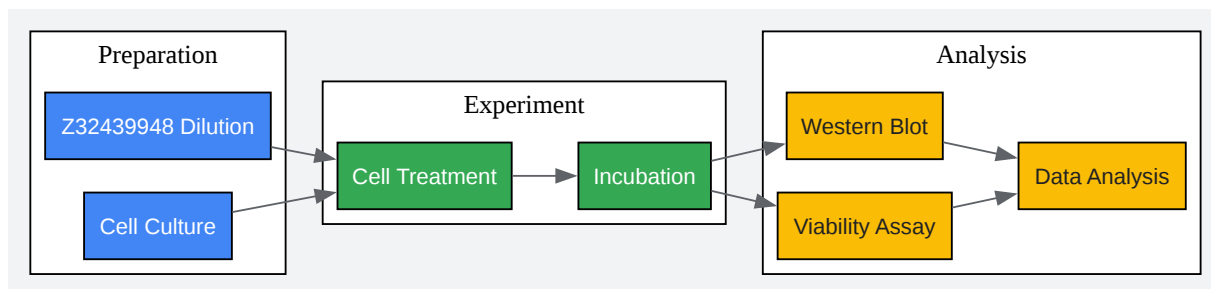 Preparation
Z32439948 Dilution
Cell Culture
Experiment
Cell Treatment
Incubation
Analysis
Western Blot
Viability Assay
Data Analysis